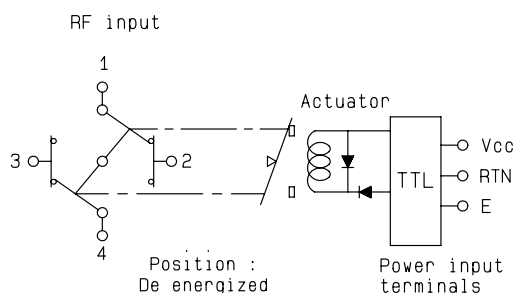 RF input
1
Actuator
3
2
TTL
Vcc
RTN
E
4
Position :
De energized
Power input
terminals